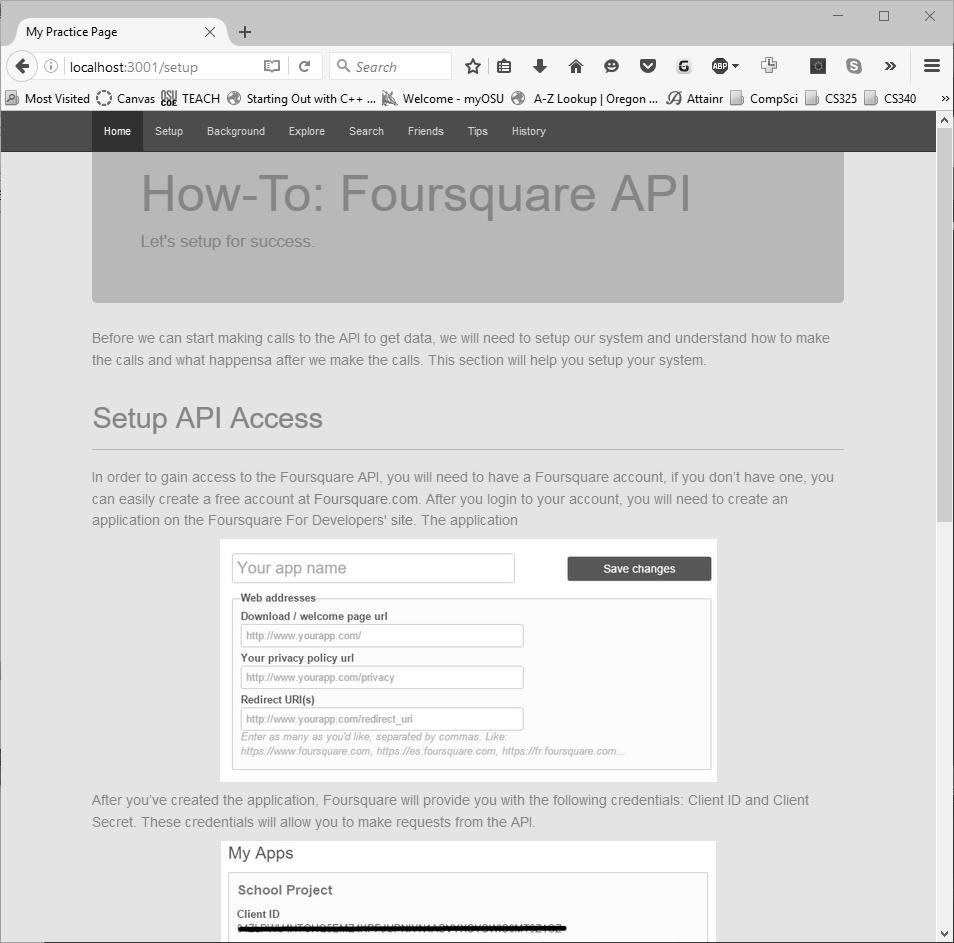 My Practice Page
localhost:3001/setup
Search
ABP
Most Visited Canvas OSU COE TEACH Starting Out with C++ ... Welcome - myOSU A-Z Lookup | Oregon ... Attainr CompSci CS325 CS340
Home Setup Background Explore Search Friends Tips History
How-To: Foursquare API
Let's setup for success.
Before we can start making calls to the API to get data, we will need to setup our system and understand how to make
the calls and what happensa after we make the calls. This section will help you setup your system.
Setup API Access
In order to gain access to the Foursquare API, you will need to have a Foursquare account, if you don't have one, you
can easily create a free account at Foursquare.com. After you login to your account, you will need to create an
application on the Foursquare For Developers' site. The application
Your app name Save changes
Web addresses
Download / welcome page url
http://www.yourapp.com/
Your privacy policy url
http://www.yourapp.com/privacy
Redirect URI(s)
http://www.yourapp.com/redirect_uri
Enter as many as you'd like, separated by commas. Like:
https://www.foursquare.com, https://es.foursquare.com, https://fr.foursquare.com...
After you've created the application, Foursquare will provide you with the following credentials: Client ID and Client
Secret. These credentials will allow you to make requests from the API.
My Apps
School Project
Client ID